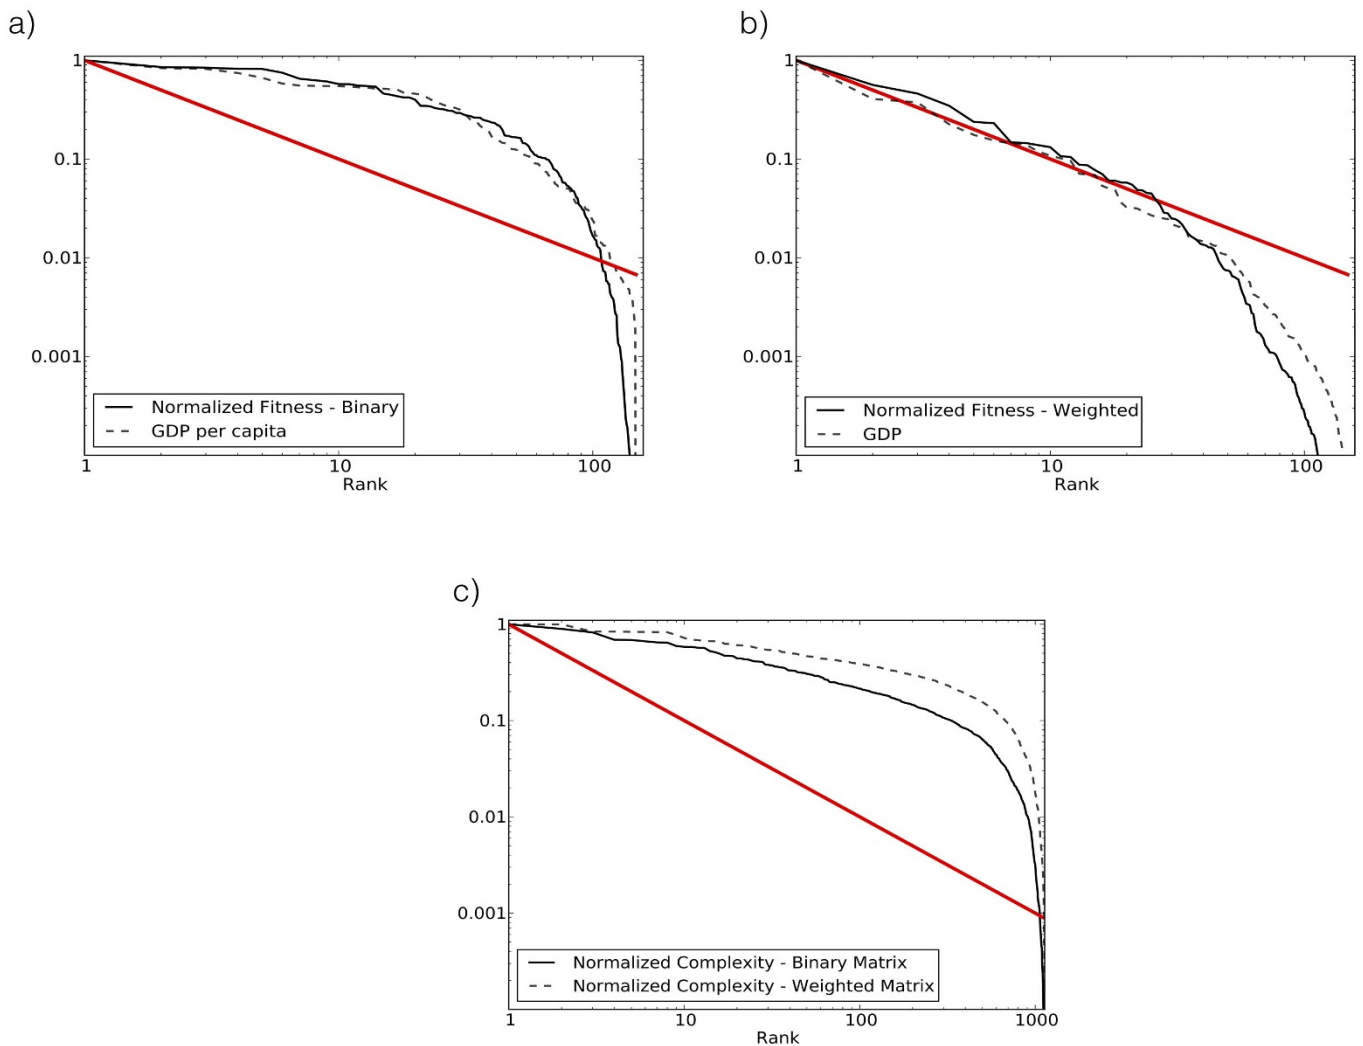 a)
1
0.1
0.01
0.001
Normalized Fitness - Binary
GDP per capita
1 10 100
Rank
b)
1
0.1
0.01
0.001
Normalized Fitness - Weighted
GDP
1 10 100
Rank
c)
1
0.1
0.01
0.001
Normalized Complexity - Binary Matrix
Normalized Complexity - Weighted Matrix
1 10 100 1000
Rank